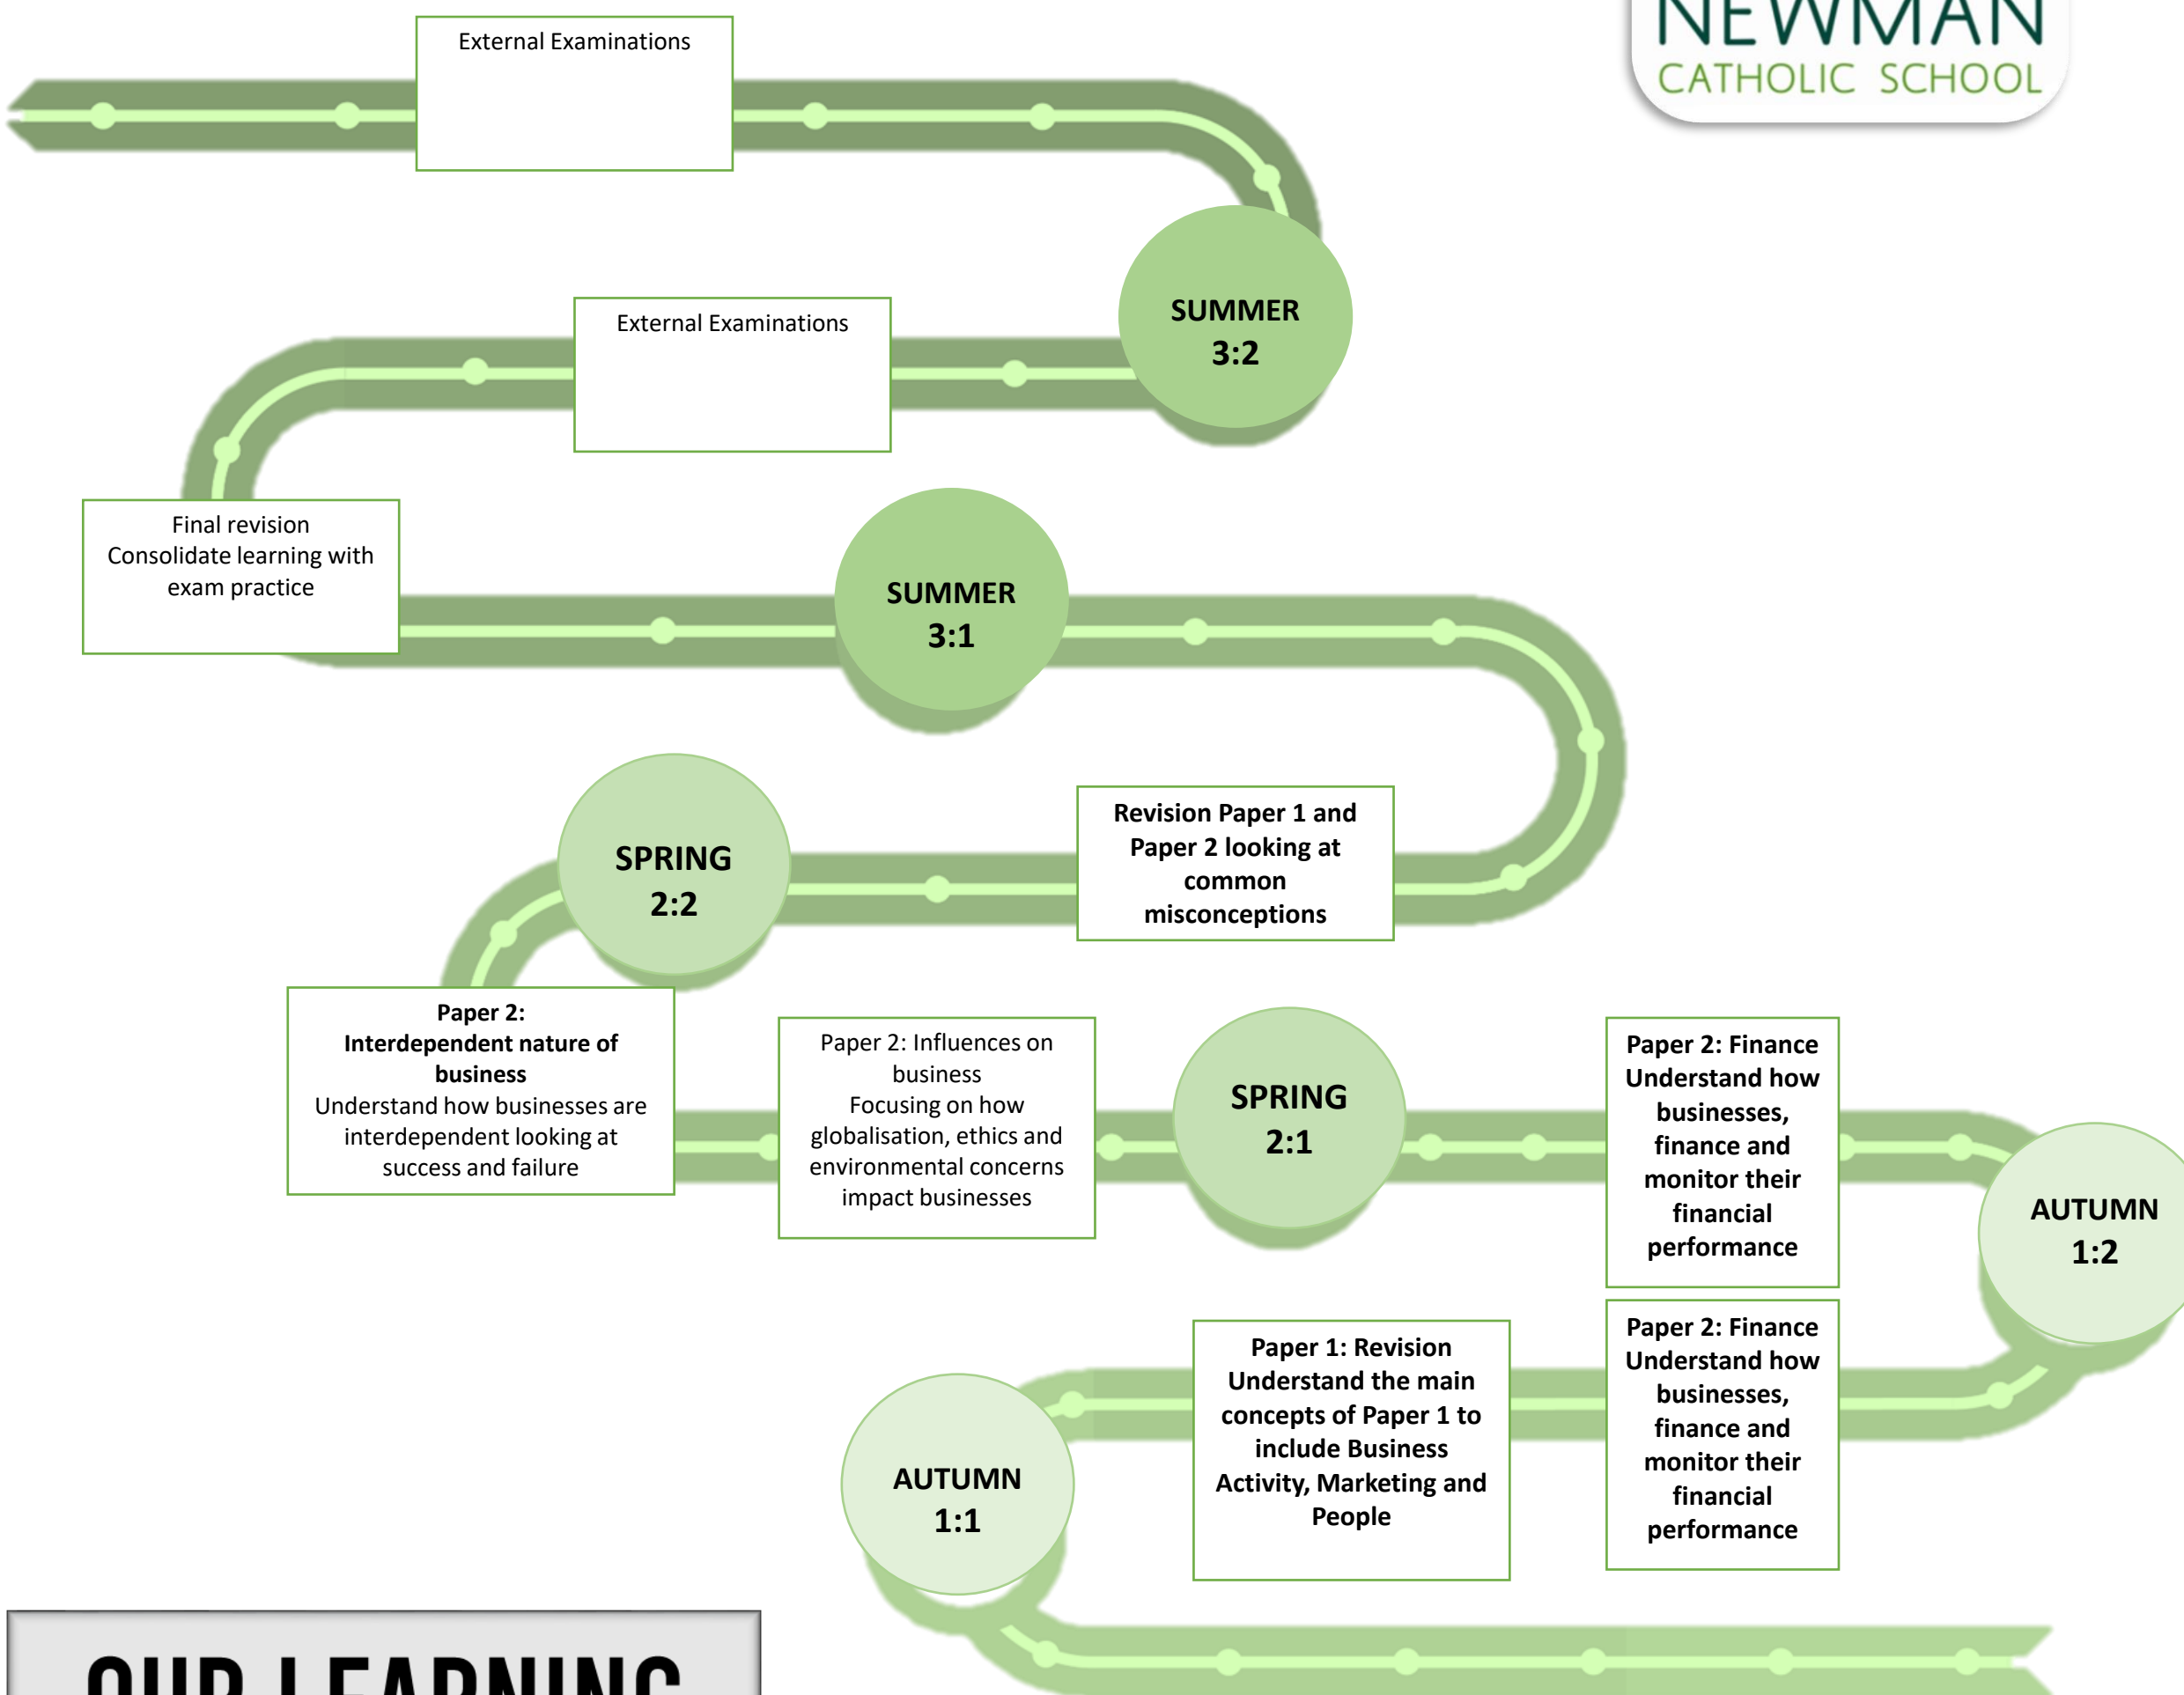 NEWMAN
CATHOLIC SCHOOL
External Examinations
SUMMER
3:2
External Examinations
Final revision
Consolidate learning with
exam practice
SUMMER
3:1
SPRING
2:2
Revision Paper 1 and
Paper 2 looking at
common
misconceptions
Paper 2:
Interdependent nature of
business
Understand how businesses are
interdependent looking at
success and failure
Paper 2: Influences on
business
Focusing on how
globalisation, ethics and
environmental concerns
impact businesses
SPRING
2:1
Paper 2: Finance
Understand how
businesses,
finance and
monitor their
financial
performance
AUTUMN
1:2
Paper 1: Revision
Understand the main
concepts of Paper 1 to
include Business
Activity, Marketing and
People
Paper 2: Finance
Understand how
businesses,
finance and
monitor their
financial
performance
AUTUMN
1:1
OUR LEARNING